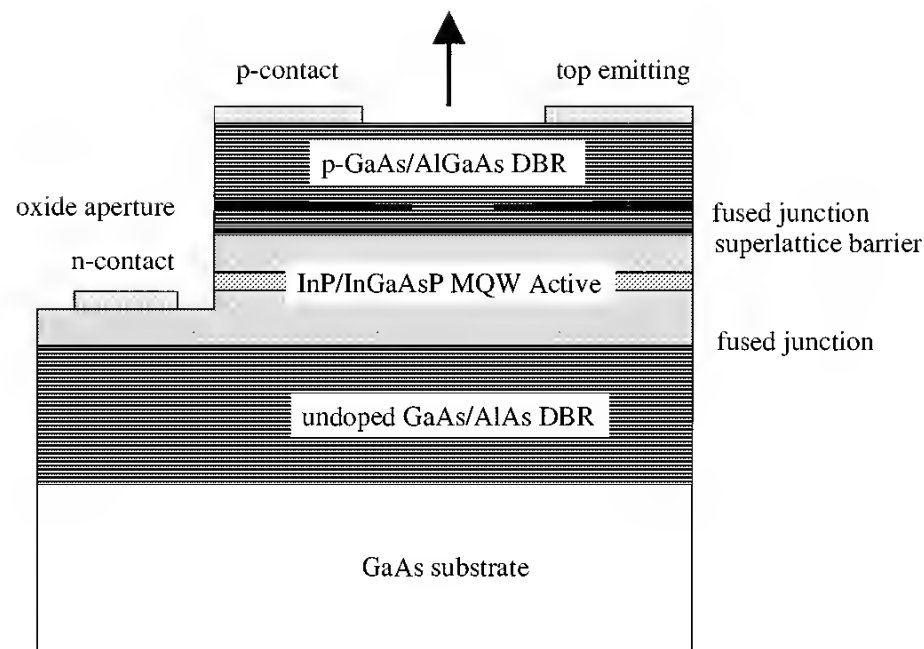 p-contact
top emitting
p-GaAs/AlGaAs DBR
oxide aperture
fused junction
superlattice barrier
n-contact
InP/InGaAsP MQW Active
fused junction
undoped GaAs/AlAs DBR
GaAs substrate